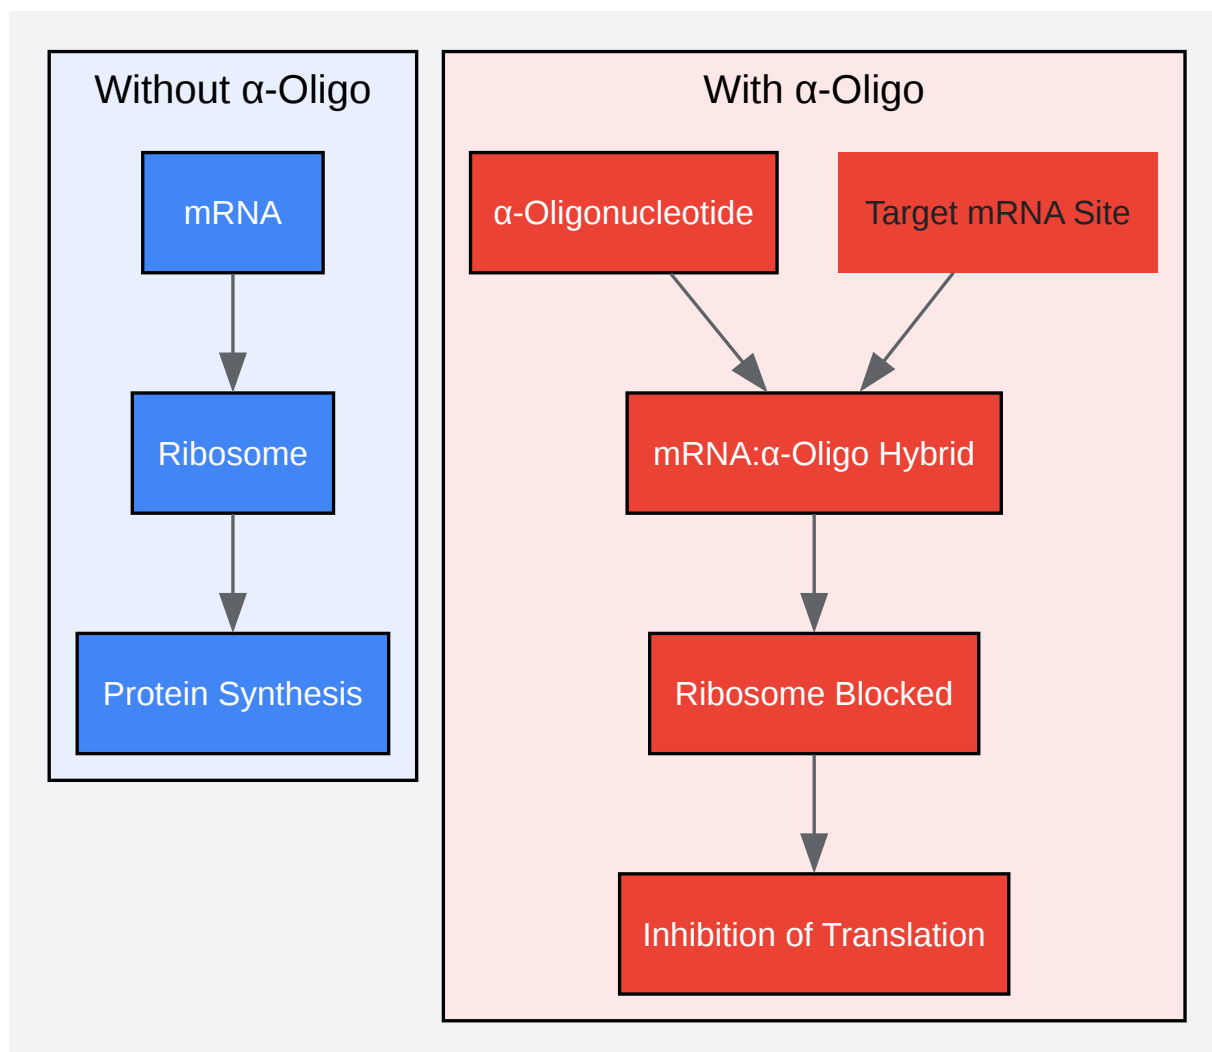 Without α-Oligo
mRNA
Ribosome
Protein Synthesis
With α-Oligo
α-Oligonucleotide
Target mRNA Site
mRNA:α-Oligo Hybrid
Ribosome Blocked
Inhibition of Translation